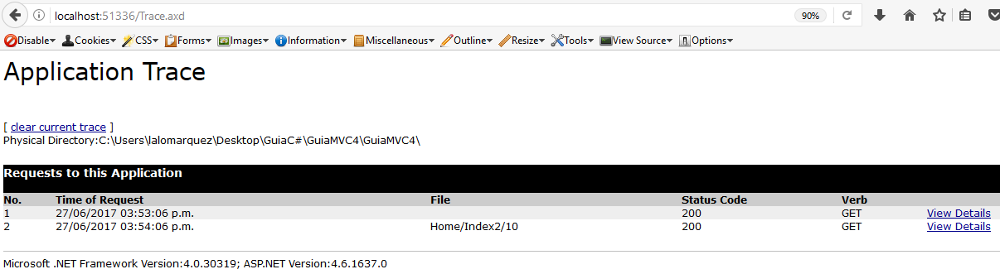 localhost:51336/Trace.axd 90%
Disable Cookies CSS Forms Images Information Miscellaneous Outline Resize Tools View Source Options
Application Trace
[ clear current trace ]
Physical Directory:C:\Users\lalomarquez\Desktop\GuiaC#\GuiaMVC4\GuiaMVC4\
Requests to this Application
No. Time of Request File Status Code Verb
1 27/06/2017 03:53:06 p.m. 200 GET View Details
2 27/06/2017 03:54:06 p.m. Home/Index2/10 200 GET View Details
Microsoft .NET Framework Version:4.0.30319; ASP.NET Version:4.6.1637.0